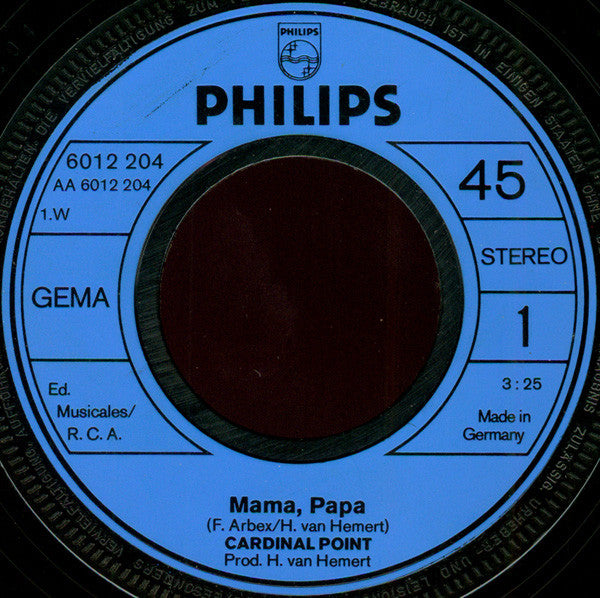 PHILIPS
PHILIPS
6012 204
AA 6012 204
1.W
GEMA
Ed.
Musicales/
R. C. A.
45
STEREO
1
3 : 25
Made in
Germany
Mama, Papa
(F. Arbex/H. van Hemert)
CARDINAL POINT
Prod. H. van Hemert